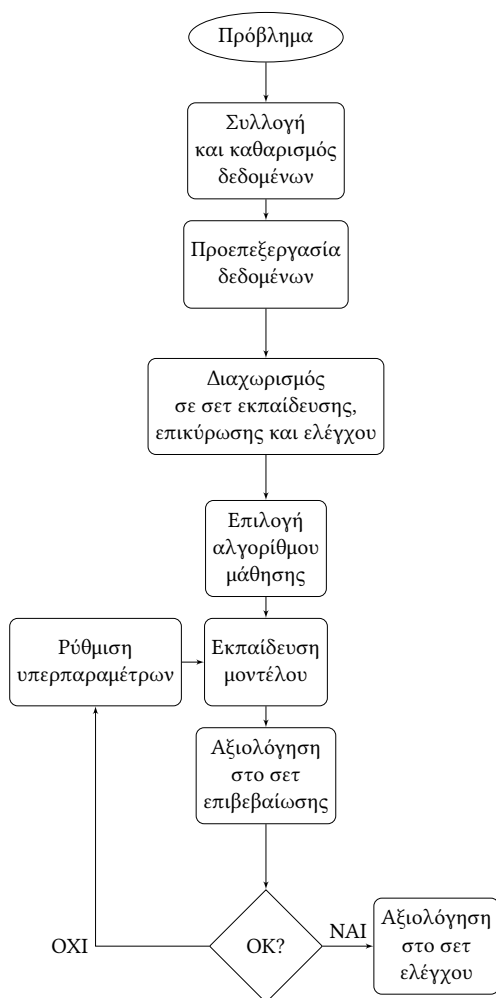 Πρόβλημα
Συλλογή
και καθαρισμός
δεδομένων
Προεπεξεργασία
δεδομένων
Διαχωρισμός
σε σετ εκπαίδευσης,
επικύρωσης και ελέγχου
Επιλογή
αλγορίθμου
μάθησης
Ρύθμιση
υπερπαραμέτρων
Εκπαίδευση
μοντέλου
Αξιολόγηση
στο σετ
επιβεβαίωσης
ΟΧΙ
OK?
ΝΑΙ
Αξιολόγηση
στο σετ
ελέγχου